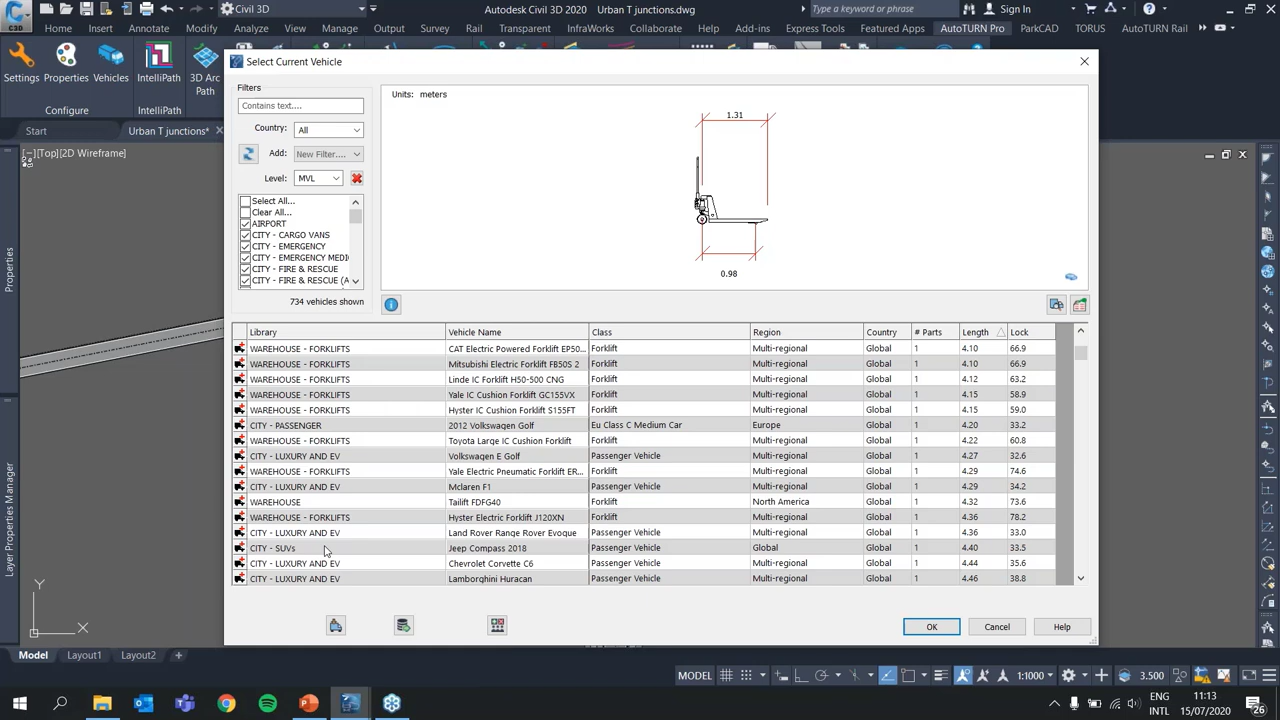 Civil 3D
Autodesk Civil 3D 2020 Urban T junctions.dwg
Type a keyword or phrase
Sign In
C3D
Home Insert Annotate Modify Analyze View Manage Output Survey Rail Transparent InfraWorks Collaborate Help Add-ins Express Tools Featured Apps AutoTURN Pro ParkCAD TORUS AutoTURN Rail
Settings Properties Vehicles IntelliPath 3D Arc Path
Configure IntelliPath
Start Urban T junctions*
[−][Top][2D Wireframe]
Select Current Vehicle
Filters
Contains text....
Country: All
Add: New Filter....
Level: MVL
Select All...
Clear All...
AIRPORT
CITY - CARGO VANS
CITY - EMERGENCY
CITY - EMERGENCY MEDI
CITY - FIRE & RESCUE
CITY - FIRE & RESCUE (A
734 vehicles shown
Units: meters
1.31
0.98
Library Vehicle Name Class Region Country # Parts Length Lock
WAREHOUSE - FORKLIFTS CAT Electric Powered Forklift EP50... Forklift Multi-regional Global 1 4.10 66.9
WAREHOUSE - FORKLIFTS Mitsubishi Electric Forklift FB50S 2 Forklift Multi-regional Global 1 4.10 66.9
WAREHOUSE - FORKLIFTS Linde IC Forklift H50-500 CNG Forklift Multi-regional Global 1 4.12 63.2
WAREHOUSE - FORKLIFTS Yale IC Cushion Forklift GC155VX Forklift Multi-regional Global 1 4.15 58.9
WAREHOUSE - FORKLIFTS Hyster IC Cushion Forklift S155FT Forklift Multi-regional Global 1 4.15 59.0
CITY - PASSENGER 2012 Volkswagen Golf Eu Class C Medium Car Europe Global 1 4.20 33.2
WAREHOUSE - FORKLIFTS Toyota Large IC Cushion Forklift Forklift Multi-regional Global 1 4.22 60.8
CITY - LUXURY AND EV Volkswagen E Golf Passenger Vehicle Multi-regional Global 1 4.27 32.6
WAREHOUSE - FORKLIFTS Yale Electric Pneumatic Forklift ER... Forklift Multi-regional Global 1 4.29 74.6
CITY - LUXURY AND EV Mclaren F1 Passenger Vehicle Multi-regional Global 1 4.29 34.2
WAREHOUSE Tailift FDFG40 Forklift North America Global 1 4.32 73.6
WAREHOUSE - FORKLIFTS Hyster Electric Forklift J120XN Forklift Multi-regional Global 1 4.36 78.2
CITY - LUXURY AND EV Land Rover Range Rover Evoque Passenger Vehicle Multi-regional Global 1 4.36 33.0
CITY - SUVs Jeep Compass 2018 Passenger Vehicle Global Global 1 4.40 33.5
CITY - LUXURY AND EV Chevrolet Corvette C6 Passenger Vehicle Multi-regional Global 1 4.44 35.6
CITY - LUXURY AND EV Lamborghini Huracan Passenger Vehicle Multi-regional Global 1 4.46 38.8
OK Cancel Help
Properties
Layer Properties Manager
Y
X
Model Layout1 Layout2 +
MODEL 1:1000 3.500
ENG 11:13
INTL 15/07/2020 26